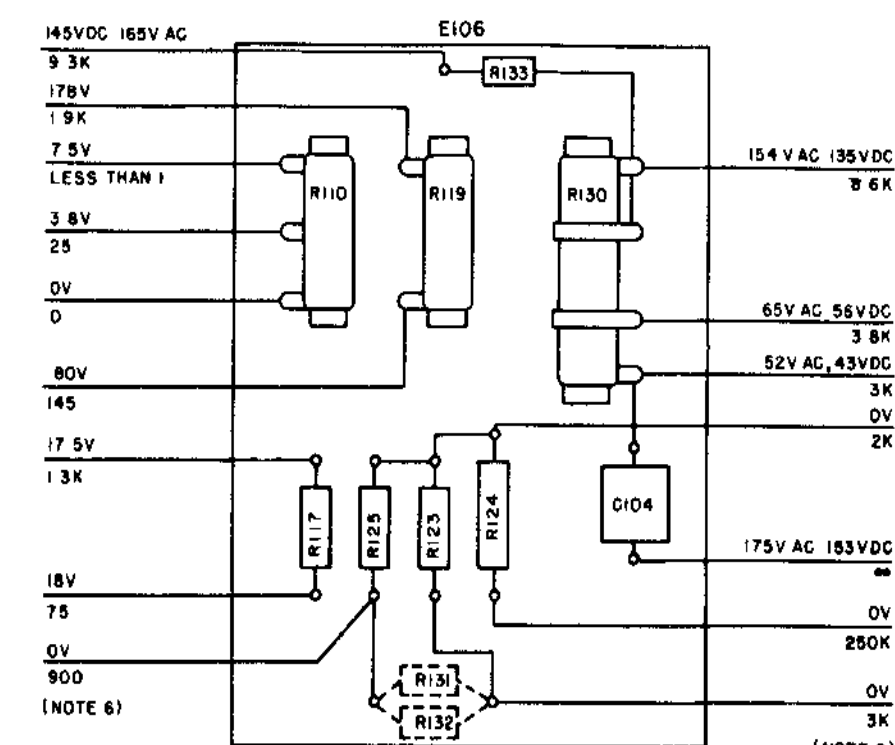 E106
145VDC 165V AC
9 3K
178V
1 9K
7 5V
LESS THAN 1
3 8V
25
0V
0
80V
145
17 5V
1 3K
18V
75
0V
900
(NOTE 6)
R133
R110
R119
R130
R117
R125
R123
R124
C104
R131
R132
154 V AC 135VDC
8 6K
65V AC 56VDC
3 8K
52V AC, 43VDC
3K
0V
2K
175V AC 153VDC
∞
0V
250K
0V
3K